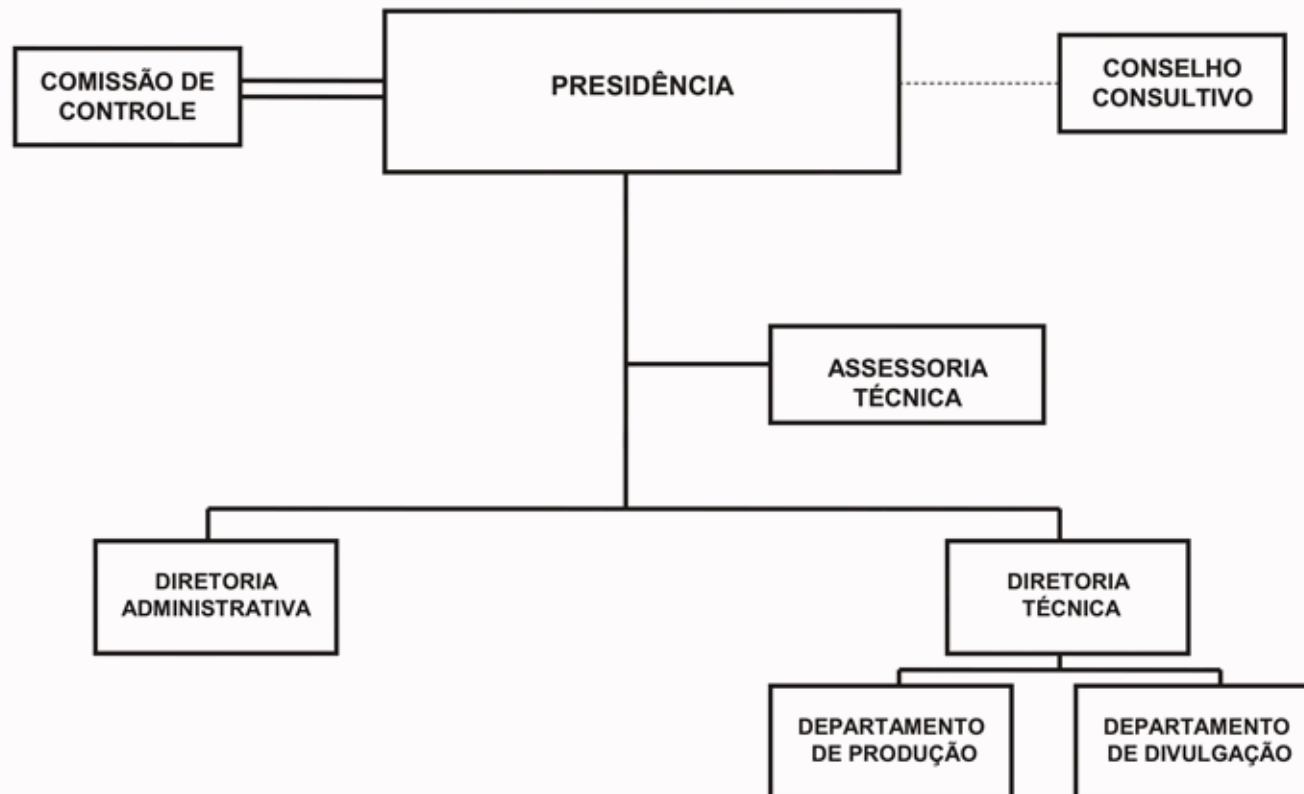 COMISSÃO DE
CONTROLE
PRESIDÊNCIA
CONSELHO
CONSULTIVO
ASSESSORIA
TÉCNICA
DIRETORIA
ADMINISTRATIVA
DIRETORIA
TÉCNICA
DEPARTAMENTO
DE PRODUÇÃO
DEPARTAMENTO
DE DIVULGAÇÃO